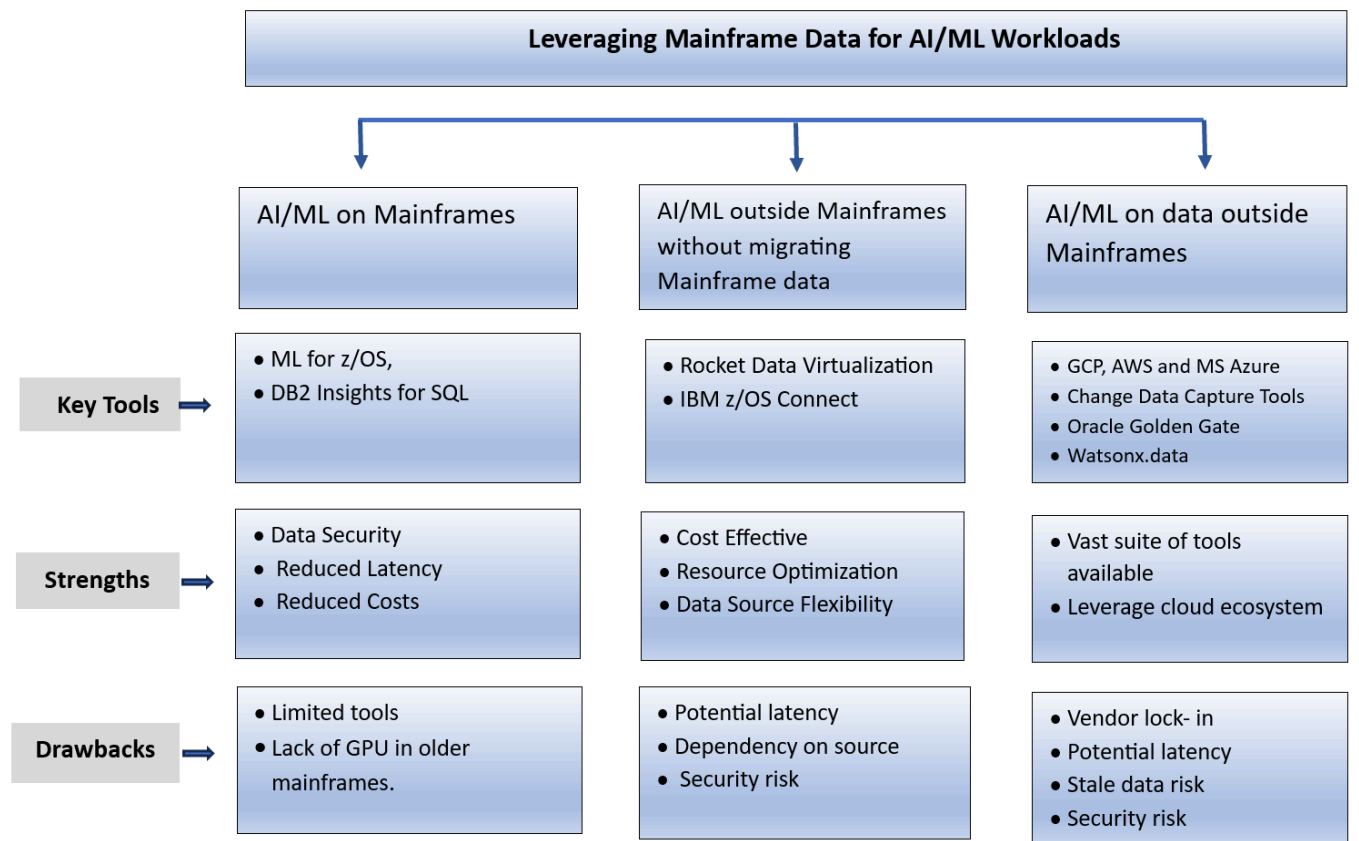 Leveraging Mainframe Data for AI/ML Workloads
AI/ML on Mainframes
AI/ML outside Mainframes
without migrating
Mainframe data
AI/ML on data outside
Mainframes
Key Tools
• ML for z/OS,
• DB2 Insights for SQL
• Rocket Data Virtualization
• IBM z/OS Connect
• GCP, AWS and MS Azure
• Change Data Capture Tools
• Oracle Golden Gate
• Watsonx.data
Strengths
• Data Security
• Reduced Latency
• Reduced Costs
• Cost Effective
• Resource Optimization
• Data Source Flexibility
• Vast suite of tools
available
• Leverage cloud ecosystem
Drawbacks
• Limited tools
• Lack of GPU in older
mainframes.
• Potential latency
• Dependency on source
• Security risk
• Vendor lock- in
• Potential latency
• Stale data risk
• Security risk